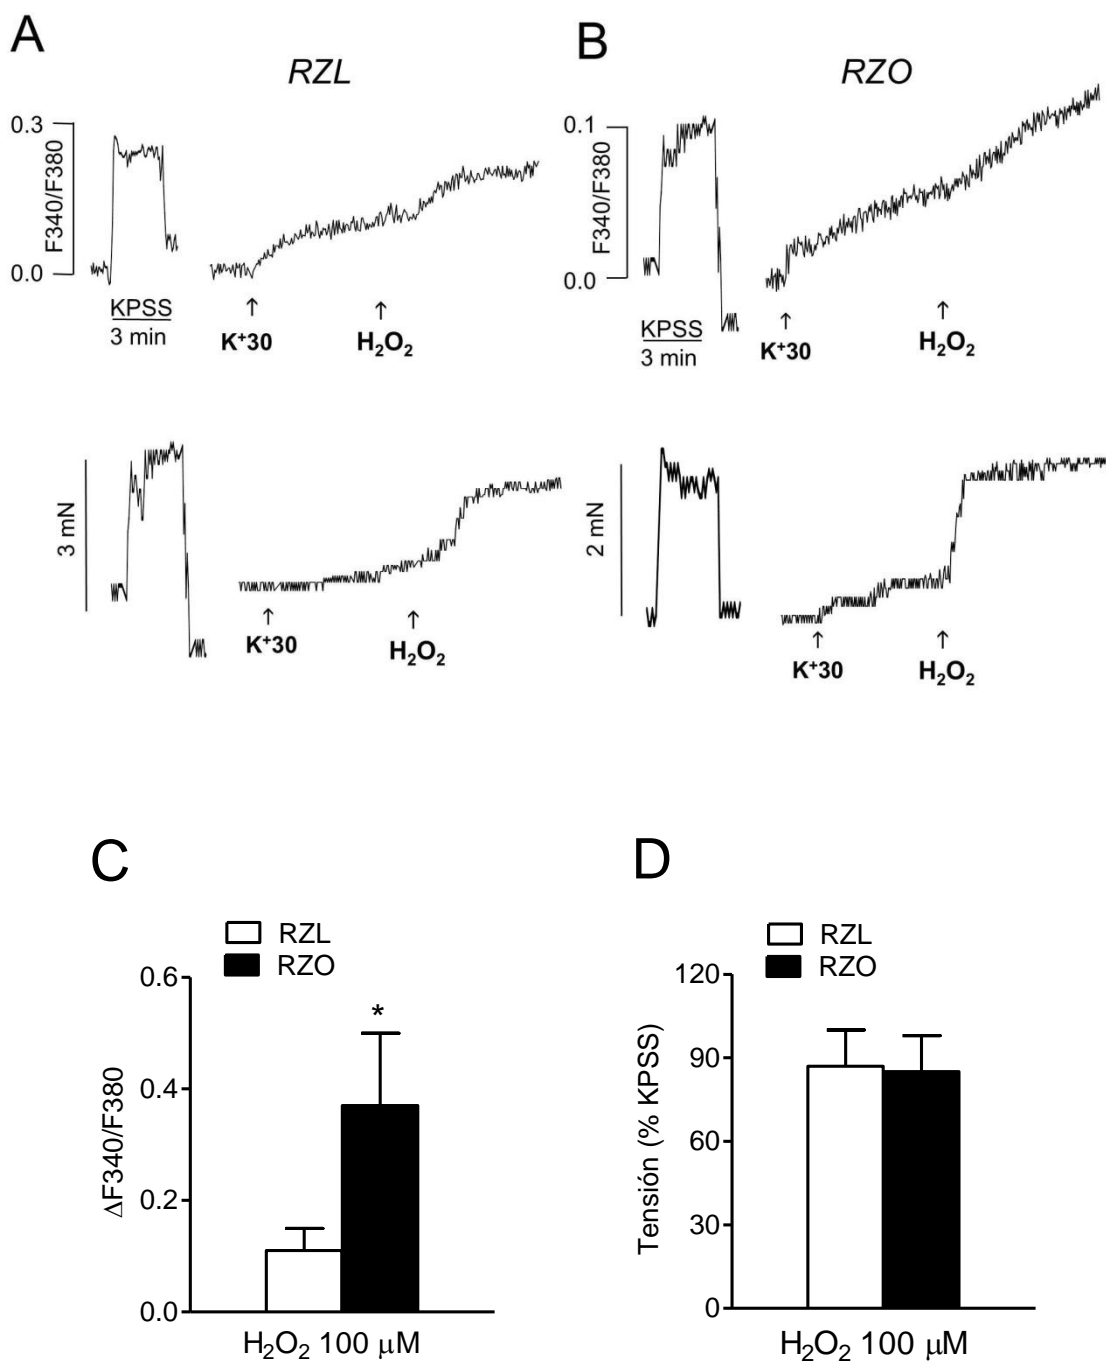 A
RZL
0.3
F340/F380
0.0
KPSS
3 min
K⁺30
H₂O₂
3 mN
K⁺30
H₂O₂
B
RZO
0.1
F340/F380
0.0
KPSS
3 min
K⁺30
H₂O₂
2 mN
K⁺30
H₂O₂
C
RZL
RZO
0.6
0.4
0.2
0.0
ΔF340/F380
*
H₂O₂ 100 μM
D
RZL
RZO
120
90
60
30
0
Tensión (% KPSS)
H₂O₂ 100 μM